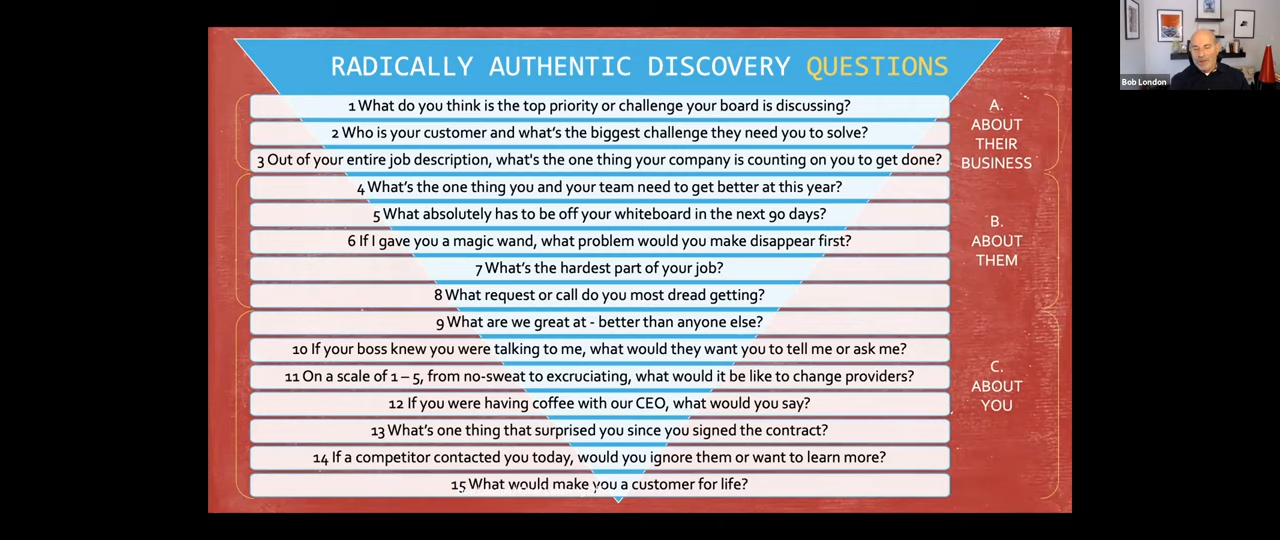 RADICALLY AUTHENTIC DISCOVERY QUESTIONS
1 What do you think is the top priority or challenge your board is discussing?
2 Who is your customer and what's the biggest challenge they need you to solve?
3 Out of your entire job description, what's the one thing your company is counting on you to get done?
A.
ABOUT
THEIR
BUSINESS
4 What's the one thing you and your team need to get better at this year?
5 What absolutely has to be off your whiteboard in the next 90 days?
6 If I gave you a magic wand, what problem would you make disappear first?
7 What's the hardest part of your job?
8 What request or call do you most dread getting?
B.
ABOUT
THEM
9 What are we great at - better than anyone else?
10 If your boss knew you were talking to me, what would they want you to tell me or ask me?
11 On a scale of 1 – 5, from no-sweat to excruciating, what would it be like to change providers?
12 If you were having coffee with our CEO, what would you say?
13 What's one thing that surprised you since you signed the contract?
14 If a competitor contacted you today, would you ignore them or want to learn more?
15 What would make you a customer for life?
C.
ABOUT
YOU
Bob London